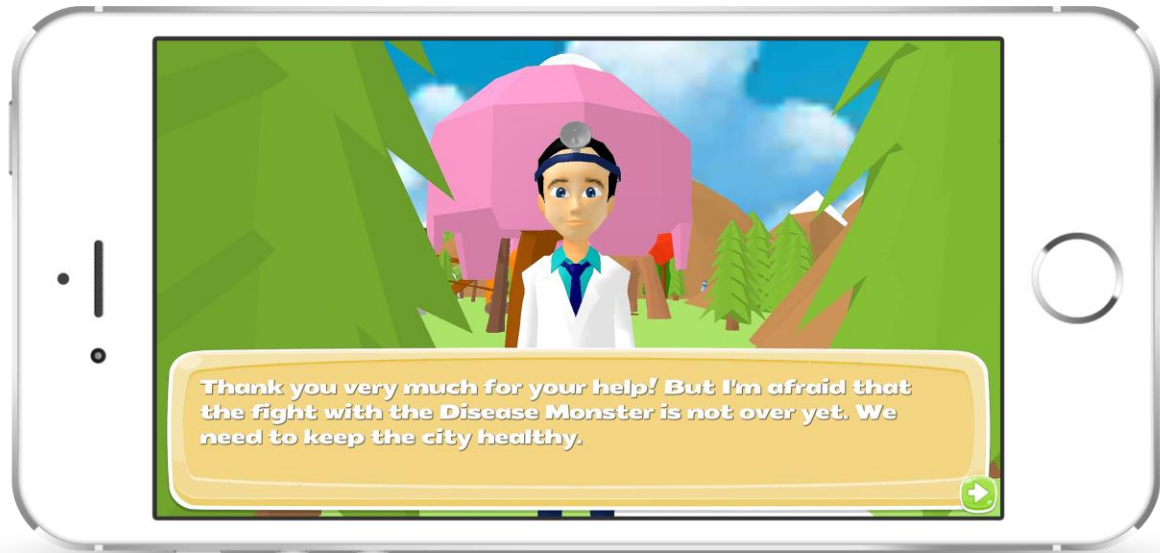 Thank you very much for your help! But I'm afraid that
the fight with the Disease Monster is not over yet. We
need to keep the city healthy.